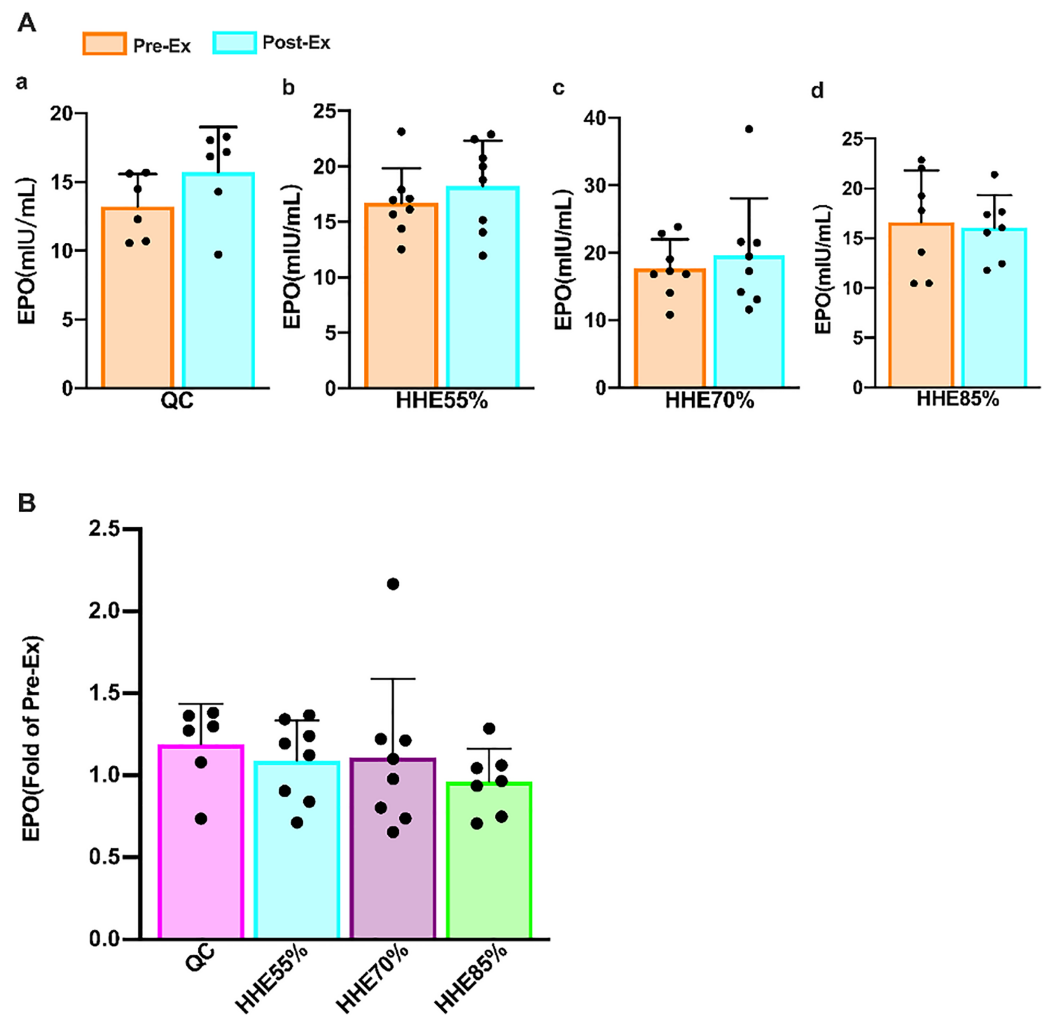 A
Pre-Ex
Post-Ex
a
EPO(mIU/mL)
20
15
10
5
0
QC
b
EPO(mIU/mL)
25
20
15
10
5
0
HHE55%
c
EPO(mIU/mL)
40
30
20
10
0
HHE70%
d
EPO(mIU/mL)
25
20
15
10
5
0
HHE85%
B
EPO(Fold of Pre-Ex)
2.5
2.0
1.5
1.0
0.5
0.0
QC
HHE55%
HHE70%
HHE85%